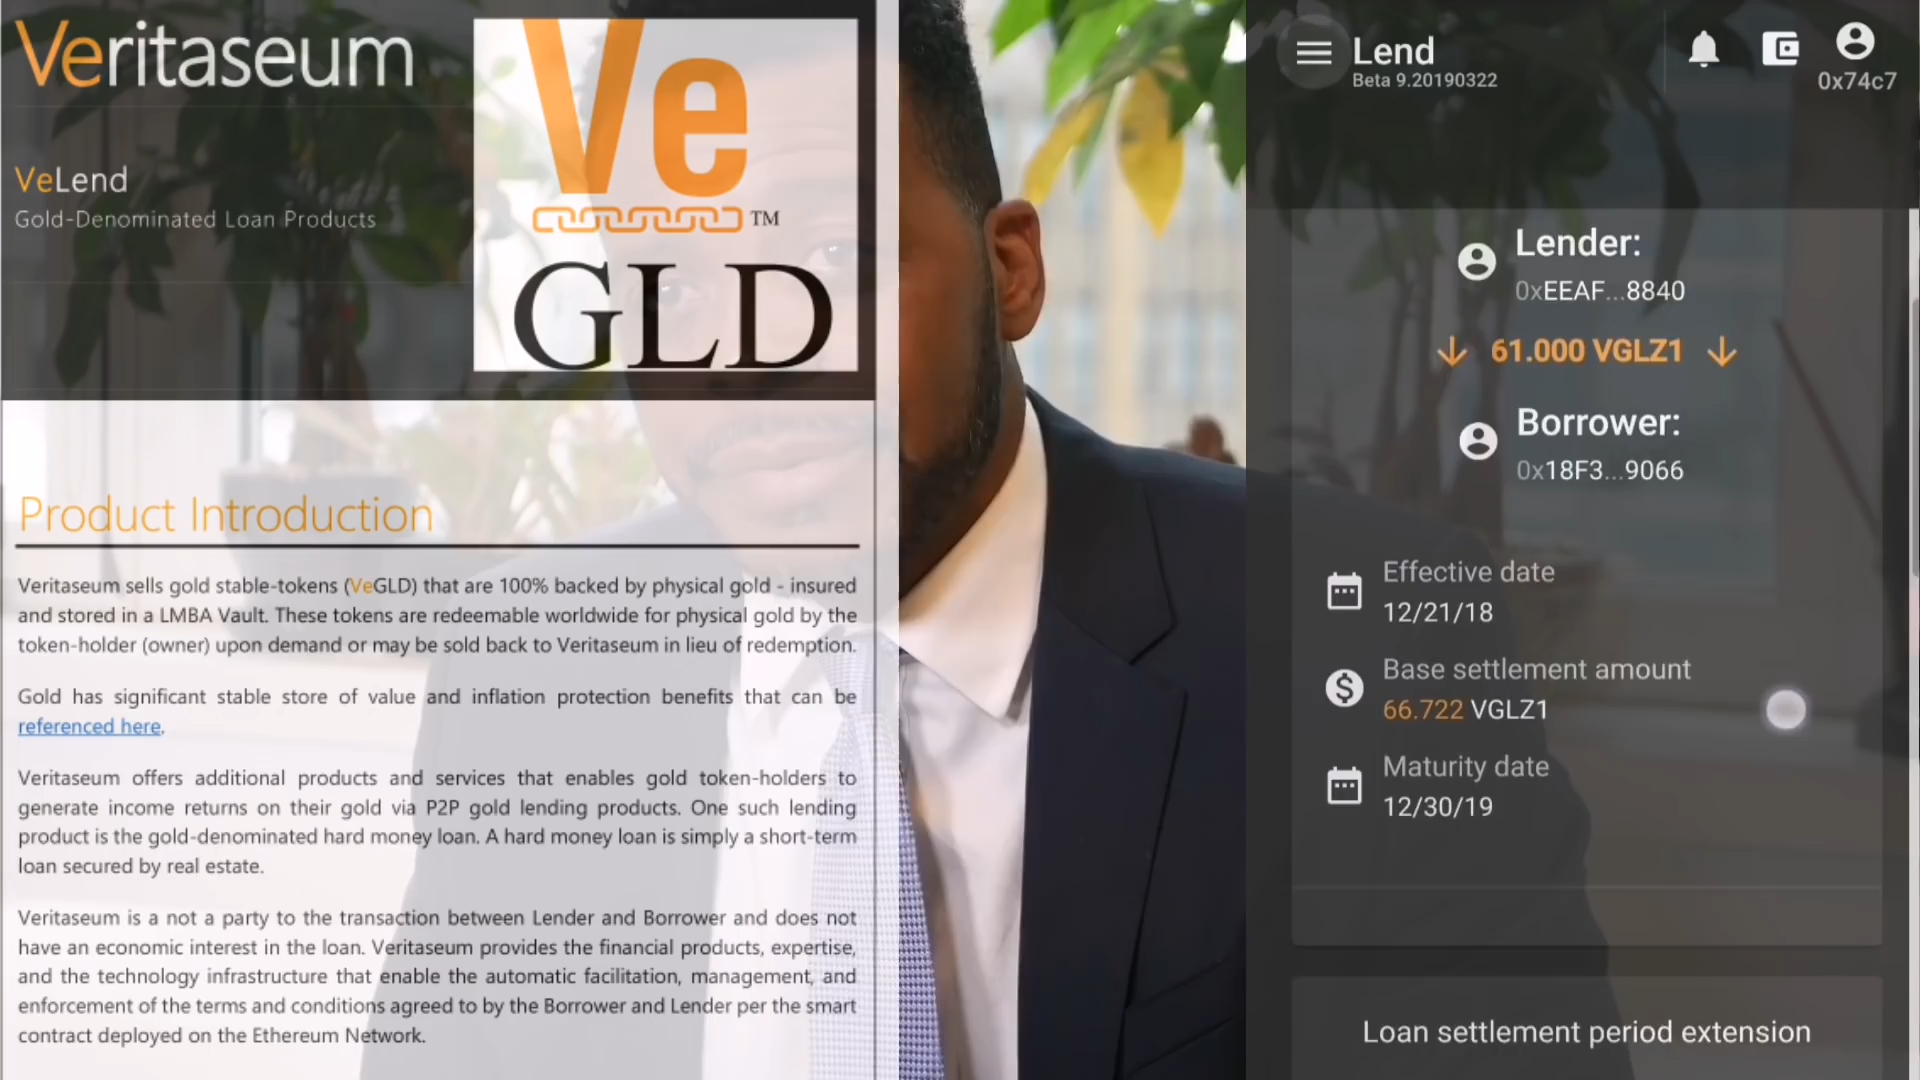 Veritaseum
VeLend
Gold-Denominated Loan Products
Ve
TM
GLD
Product Introduction
Veritaseum sells gold stable-tokens (VeGLD) that are 100% backed by physical gold - insured
and stored in a LMBA Vault. These tokens are redeemable worldwide for physical gold by the
token-holder (owner) upon demand or may be sold back to Veritaseum in lieu of redemption.
Gold has significant stable store of value and inflation protection benefits that can be
referenced here.
Veritaseum offers additional products and services that enables gold token-holders to
generate income returns on their gold via P2P gold lending products. One such lending
product is the gold-denominated hard money loan. A hard money loan is simply a short-term
loan secured by real estate.
Veritaseum is a not a party to the transaction between Lender and Borrower and does not
have an economic interest in the loan. Veritaseum provides the financial products, expertise,
and the technology infrastructure that enable the automatic facilitation, management, and
enforcement of the terms and conditions agreed to by the Borrower and Lender per the smart
contract deployed on the Ethereum Network.
Lend
Beta 9.20190322
0x74c7
Lender:
0xEEAF...8840
61.000 VGLZ1
Borrower:
0x18F3...9066
Effective date
12/21/18
Base settlement amount
66.722 VGLZ1
Maturity date
12/30/19
Loan settlement period extension